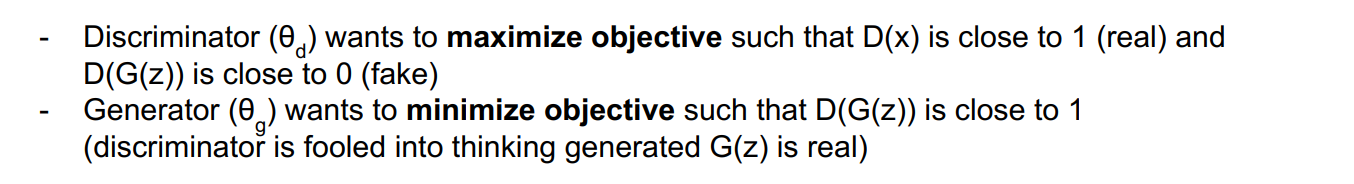 - Discriminator (θd) wants to maximize objective such that D(x) is close to 1 (real) and
D(G(z)) is close to 0 (fake)
- Generator (θg) wants to minimize objective such that D(G(z)) is close to 1
(discriminator is fooled into thinking generated G(z) is real)